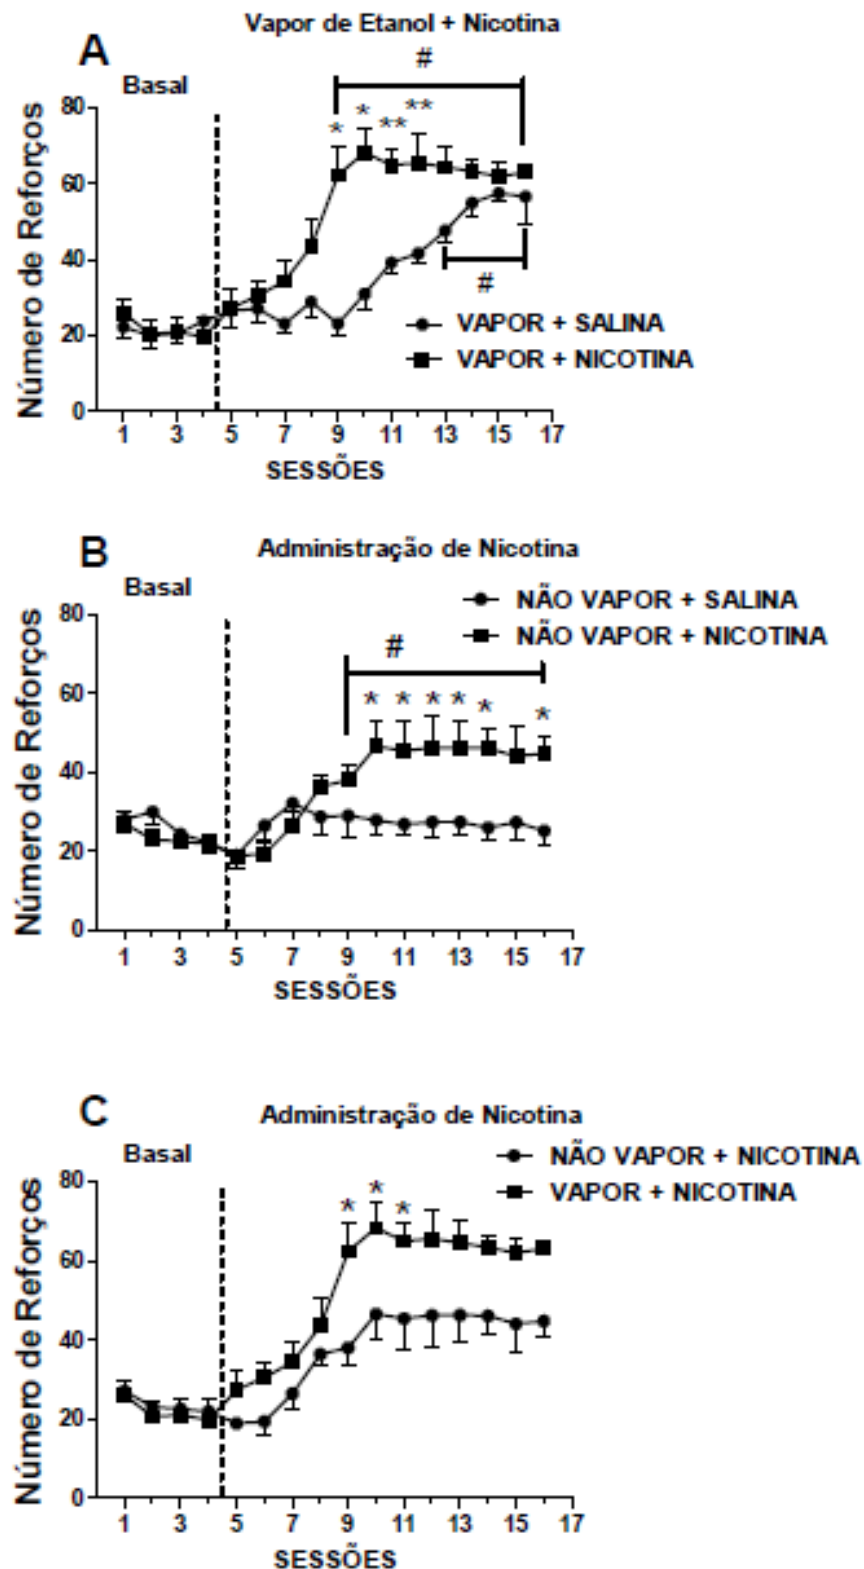 A
Vapor de Etanol + Nicotina
#
Basal
* * ** **
80
60
40
20
0
Número de Reforços
#
VAPOR + SALINA
VAPOR + NICOTINA
1 3 5 7 9 11 13 15 17
SESSÕES
B
Administração de Nicotina
Basal
NÃO VAPOR + SALINA
NÃO VAPOR + NICOTINA
#
* * * * * *
80
60
40
20
0
Número de Reforços
1 3 5 7 9 11 13 15 17
SESSÕES
C
Administração de Nicotina
Basal
NÃO VAPOR + NICOTINA
VAPOR + NICOTINA
* * *
80
60
40
20
0
Número de Reforços
1 3 5 7 9 11 13 15 17
SESSÕES